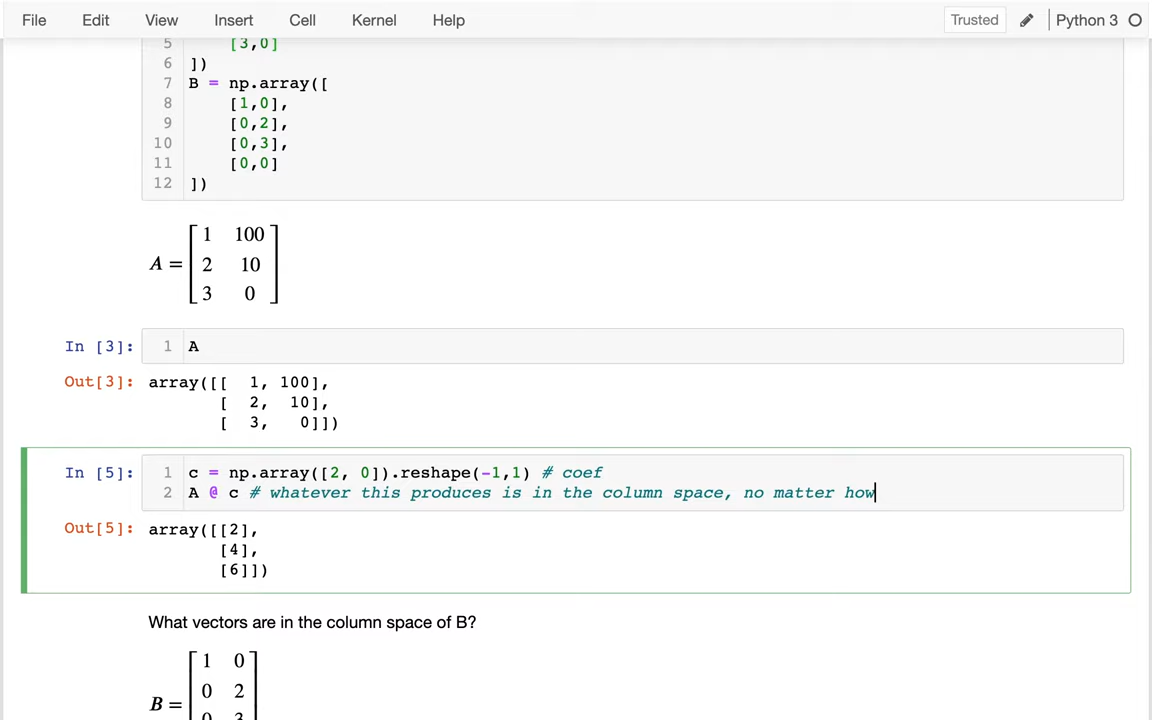 File Edit View Insert Cell Kernel Help Trusted Python 3
5 [3,0]
6 ])
7 B = np.array([
8 [1,0],
9 [0,2],
10 [0,3],
11 [0,0]
12 ])
A = [ 1 100
2 10
3 0 ]
In [3]: 1 A
Out[3]: array([[ 1, 100],
[ 2, 10],
[ 3, 0]])
In [5]: 1 c = np.array([2, 0]).reshape(-1,1) # coef
2 A @ c # whatever this produces is in the column space, no matter how
Out[5]: array([[2],
[4],
[6]])
What vectors are in the column space of B?
B = [ 1 0
0 2
0 3